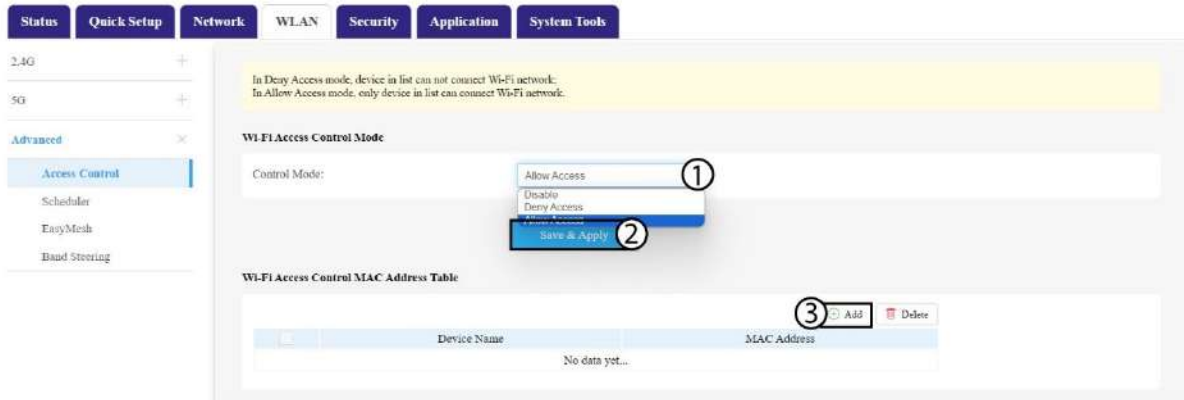 Status Quick Setup Network WLAN Security Application System Tools
2.4G
5G
Advanced
Access Control
Scheduler
EasyMesh
Band Steering
In Deny Access mode, device in list can not connect Wi-Fi network;
In Allow Access mode, only device in list can connect Wi-Fi network.
Wi-Fi Access Control Mode
Control Mode: Allow Access 1
Disable
Deny Access
Allow Access
Save & Apply 2
Wi-Fi Access Control MAC Address Table
3 Add Delete
Device Name MAC Address
No data yet...